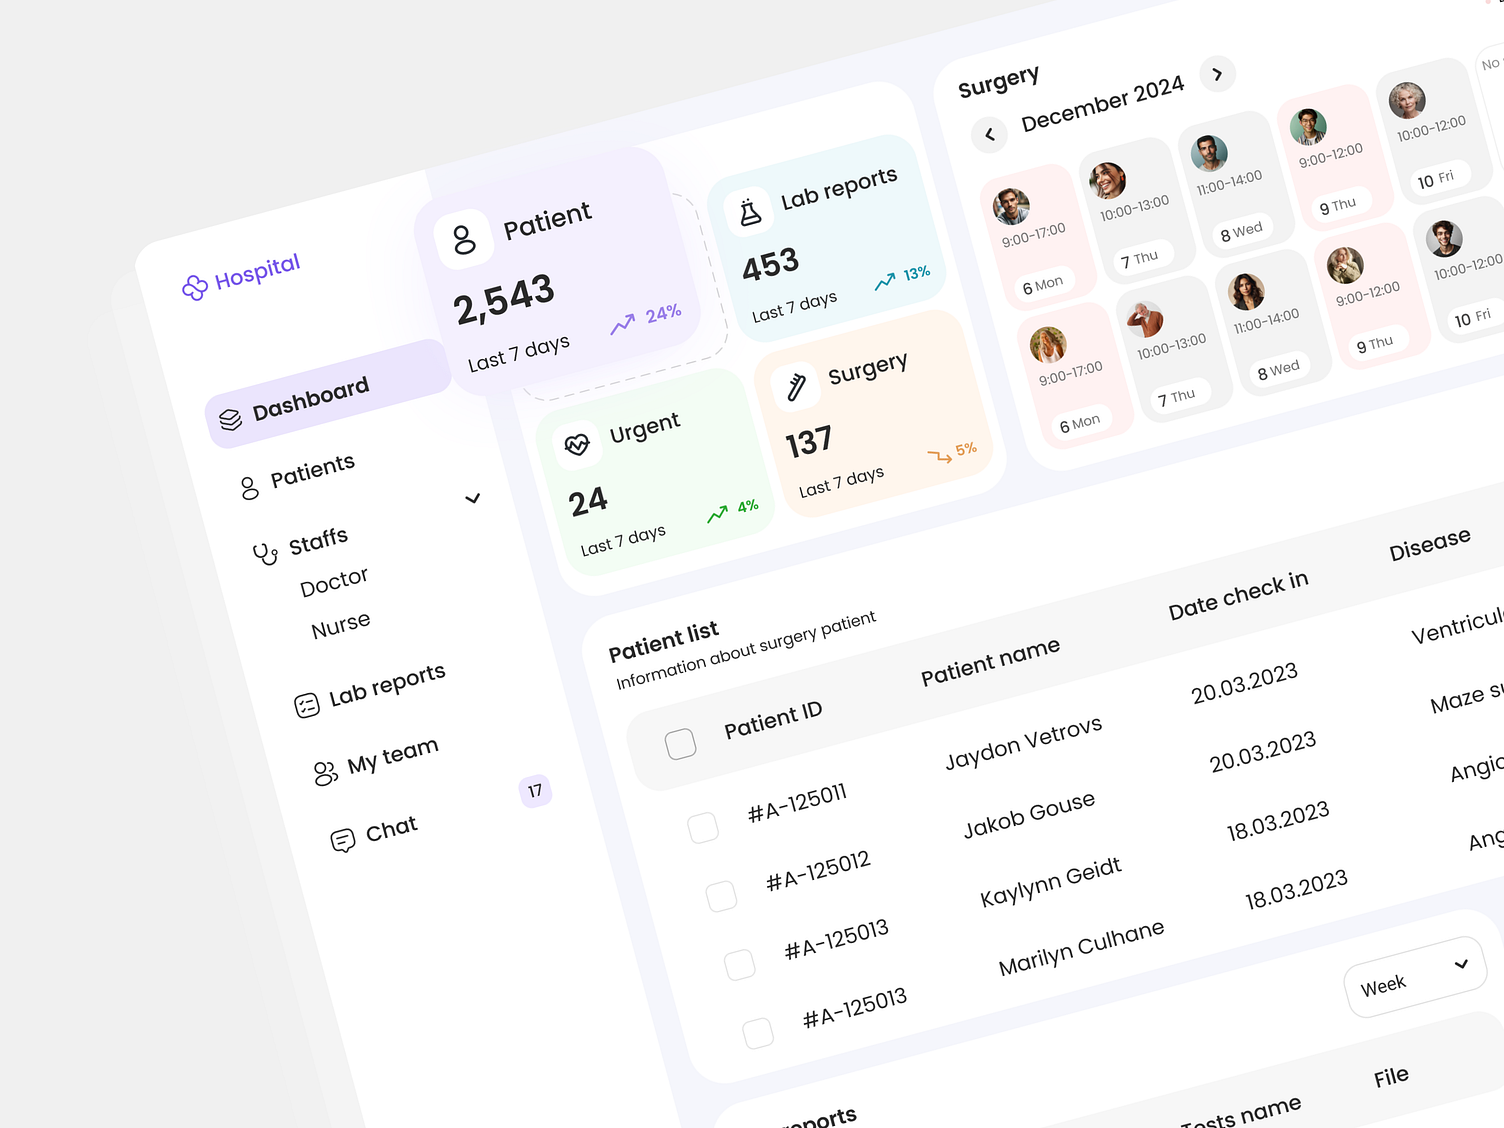 Hospital
Dashboard
Patients
Staffs
Doctor
Nurse
Lab reports
My team
Chat
17
Patient
2,543
Last 7 days
24%
Lab reports
453
Last 7 days
13%
Urgent
24
Last 7 days
4%
Surgery
137
Last 7 days
5%
Surgery
December 2024
9:00-17:00
6 Mon
10:00-13:00
7 Thu
11:00-14:00
8 Wed
9:00-12:00
9 Thu
10:00-12:00
10 Fri
No
9:00-17:00
6 Mon
10:00-13:00
7 Thu
11:00-14:00
8 Wed
9:00-12:00
9 Thu
10:00-12:00
10 Fri
Patient list
Information about surgery patient
Patient ID Patient name Date check in Disease
#A-125011 Jaydon Vetrovs 20.03.2023
#A-125012 Jakob Gouse 20.03.2023 Maze
#A-125013 Kaylynn Geidt 18.03.2023
#A-125013 Marilyn Culhane 18.03.2023
Week
Tests name File